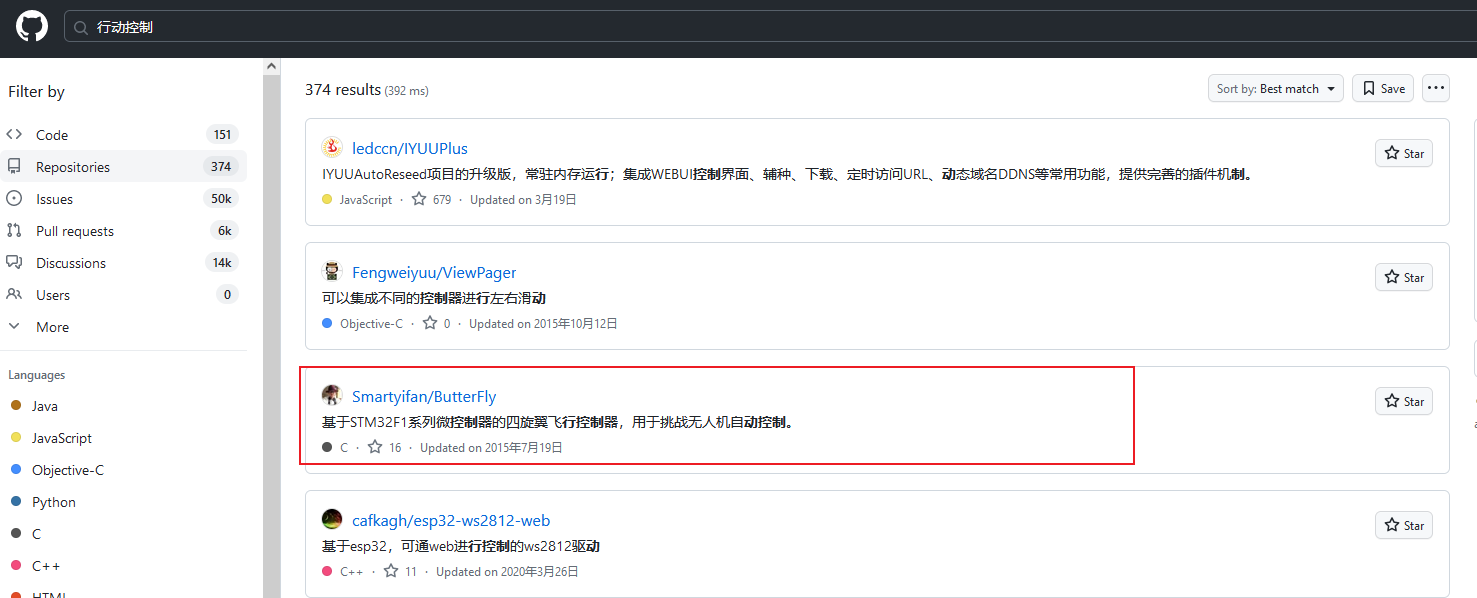 行动控制
Filter by
Code 151
Repositories 374
Issues 50k
Pull requests 6k
Discussions 14k
Users 0
More
Languages
Java
JavaScript
Objective-C
Python
C
C++
HTML
374 results (392 ms)
Sort by: Best match
Save
ledccn/IYUUPlus
Star
IYUUAutoReseed项目的升级版，常驻内存运行；集成WEBUI控制界面、辅种、下载、定时访问URL、动态域名DDNS等常用功能，提供完善的插件机制。
JavaScript · 679 · Updated on 3月19日
Fengweiyuu/ViewPager
Star
可以集成不同的控制器进行左右滑动
Objective-C · 0 · Updated on 2015年10月12日
Smartyifan/ButterFly
Star
基于STM32F1系列微控制器的四旋翼飞行控制器，用于挑战无人机自动控制。
C · 16 · Updated on 2015年7月19日
cafkagh/esp32-ws2812-web
Star
基于esp32，可通web进行控制的ws2812驱动
C++ · 11 · Updated on 2020年3月26日